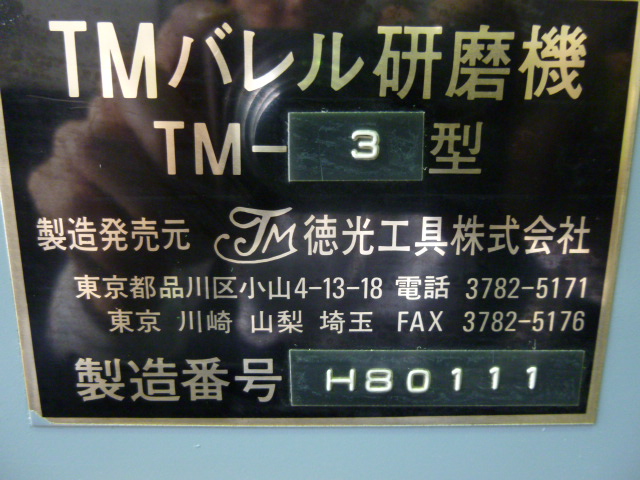 TMバレル研磨機
TM-3型
製造発売元 TM徳光工具株式会社
東京都品川区小山4-13-18 電話 3782-5171
東京 川崎 山梨 埼玉 FAX 3782-5176
製造番号 H80111